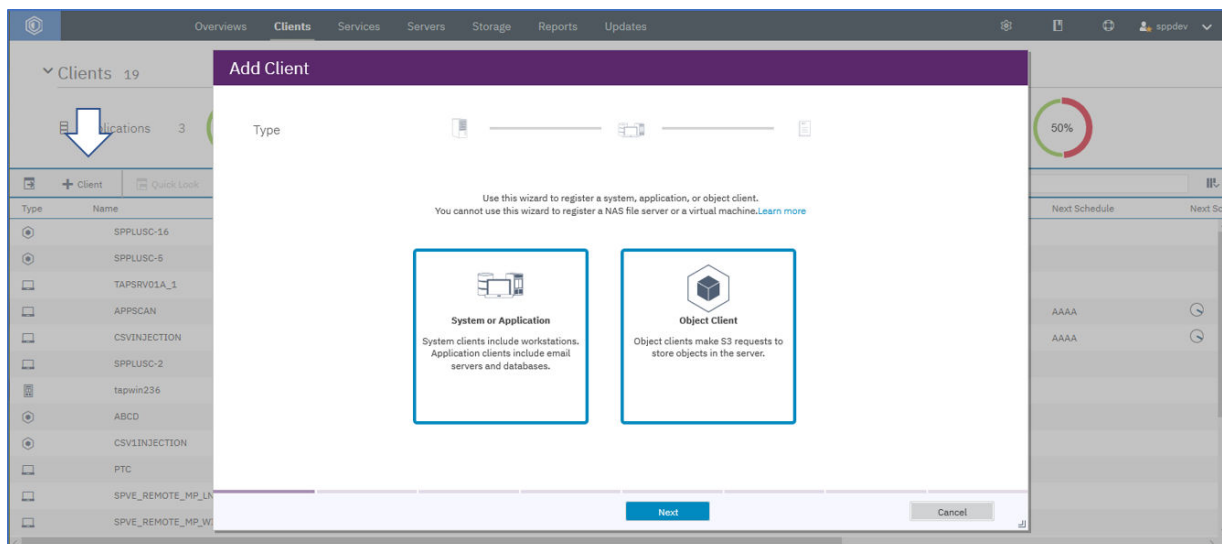 Overviews Clients Services Servers Storage Reports Updates sppdev
Clients 19
Add Client
3
50%
Type
Client Quick Look
Use this wizard to register a system, application, or object client.
You cannot use this wizard to register a NAS file server or a virtual machine.Learn more
Type Name Next Schedule Next Sc
SPPLUSC-16
SPPLUSC-5
TAPSRV01A_1
APPSCAN AAAA
CSVINJECTION AAAA
SPPLUSC-2
tapwin236
ABCD
CSV1INJECTION
PTC
SPVE_REMOTE_MP_LN
SPVE_REMOTE_MP_W
System or Application
System clients include workstations.
Application clients include email
servers and databases.
Object Client
Object clients make S3 requests to
store objects in the server.
Next Cancel